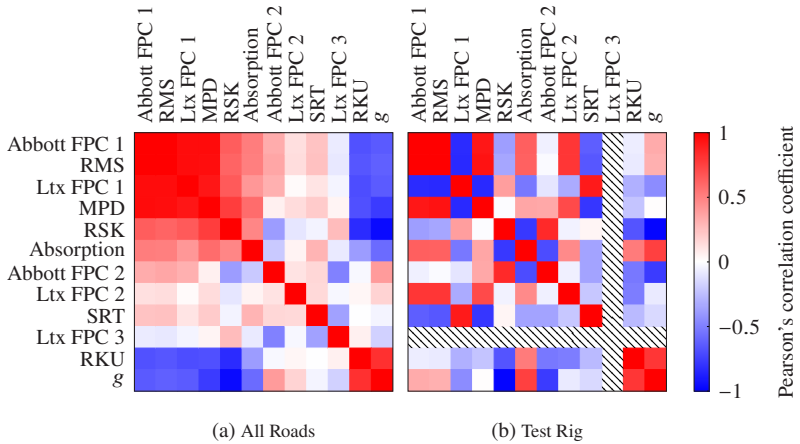 Abbott FPC 1
RMS
Ltx FPC 1
MPD
RSK
Absorption
Abbott FPC 2
Ltx FPC 2
SRT
Ltx FPC 3
RKU
g
Abbott FPC 1
RMS
Ltx FPC 1
MPD
RSK
Absorption
Abbott FPC 2
Ltx FPC 2
SRT
Ltx FPC 3
RKU
g
Abbott FPC 1
RMS
Ltx FPC 1
MPD
RSK
Absorption
Abbott FPC 2
Ltx FPC 2
SRT
Ltx FPC 3
RKU
g
1
0.5
0
−0.5
−1
Pearson's correlation coefficient
(a) All Roads
(b) Test Rig